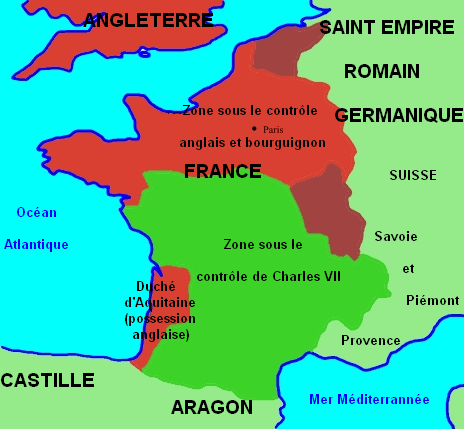 ANGLETERRE
SAINT EMPIRE
ROMAIN
GERMANIQUE
Zone sous le contrôle
Paris
anglais et bourguignon
FRANCE
SUISSE
Océan
Atlantique
Zone sous le
contrôle de Charles VII
Savoie
et
Piémont
Duché
d'Aquitaine
(possession
anglaise)
Provence
CASTILLE
ARAGON
Mer Méditerrannée